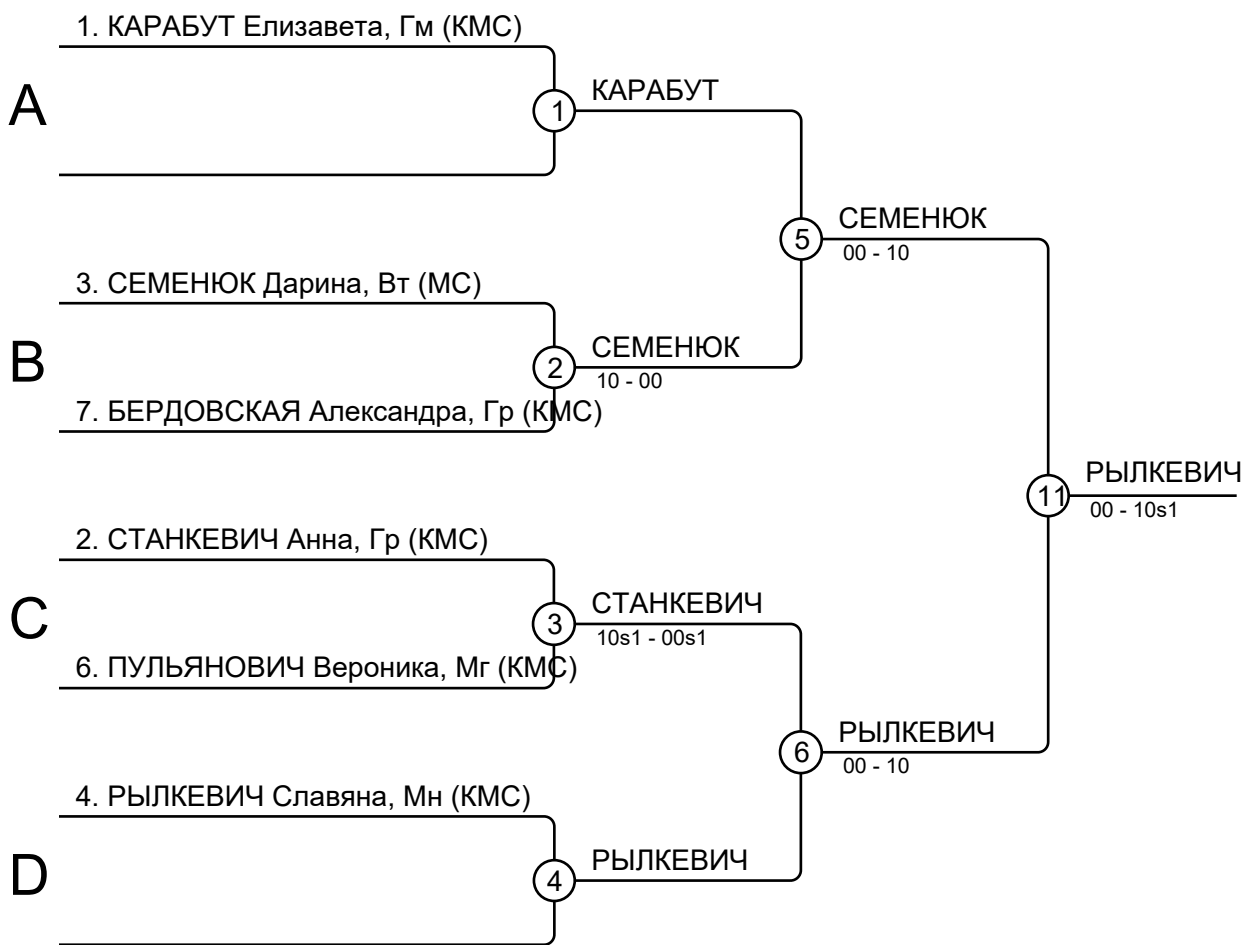 1. КАРАБУТ Елизавета, Гм (КМС)
A
1
КАРАБУТ
5
СЕМЕНЮК
00 - 10
3. СЕМЕНЮК Дарина, Вт (МС)
B
2
СЕМЕНЮК
10 - 00
7. БЕРДОВСКАЯ Александра, Гр (КМС)
11
РЫЛКЕВИЧ
00 - 10s1
2. СТАНКЕВИЧ Анна, Гр (КМС)
C
3
СТАНКЕВИЧ
10s1 - 00s1
6. ПУЛЬЯНОВИЧ Вероника, Мг (КМС)
6
РЫЛКЕВИЧ
00 - 10
4. РЫЛКЕВИЧ Славяна, Мн (КМС)
D
4
РЫЛКЕВИЧ